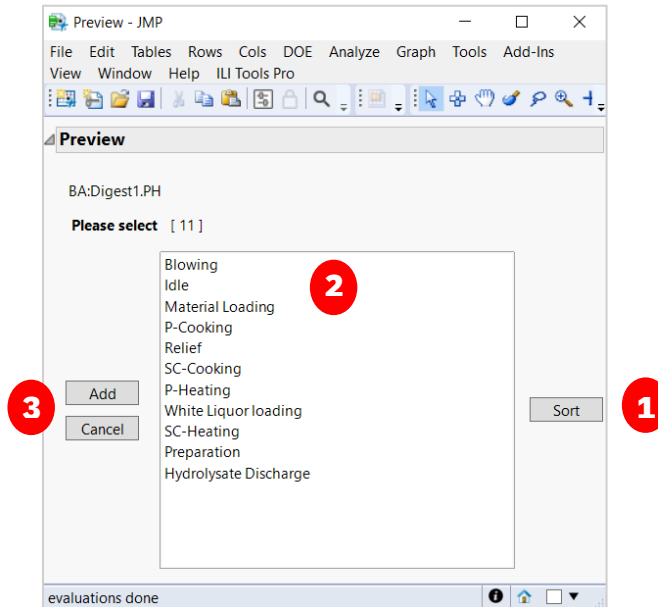 Preview - JMP
File Edit Tables Rows Cols DOE Analyze Graph Tools Add-Ins
View Window Help ILI Tools Pro
Preview
BA:Digest1.PH
Please select [ 11 ]
Blowing
Idle
2
Material Loading
P-Cooking
Relief
SC-Cooking
P-Heating
White Liquor loading
SC-Heating
Preparation
Hydrolysate Discharge
3
Add
Cancel
Sort
1
evaluations done